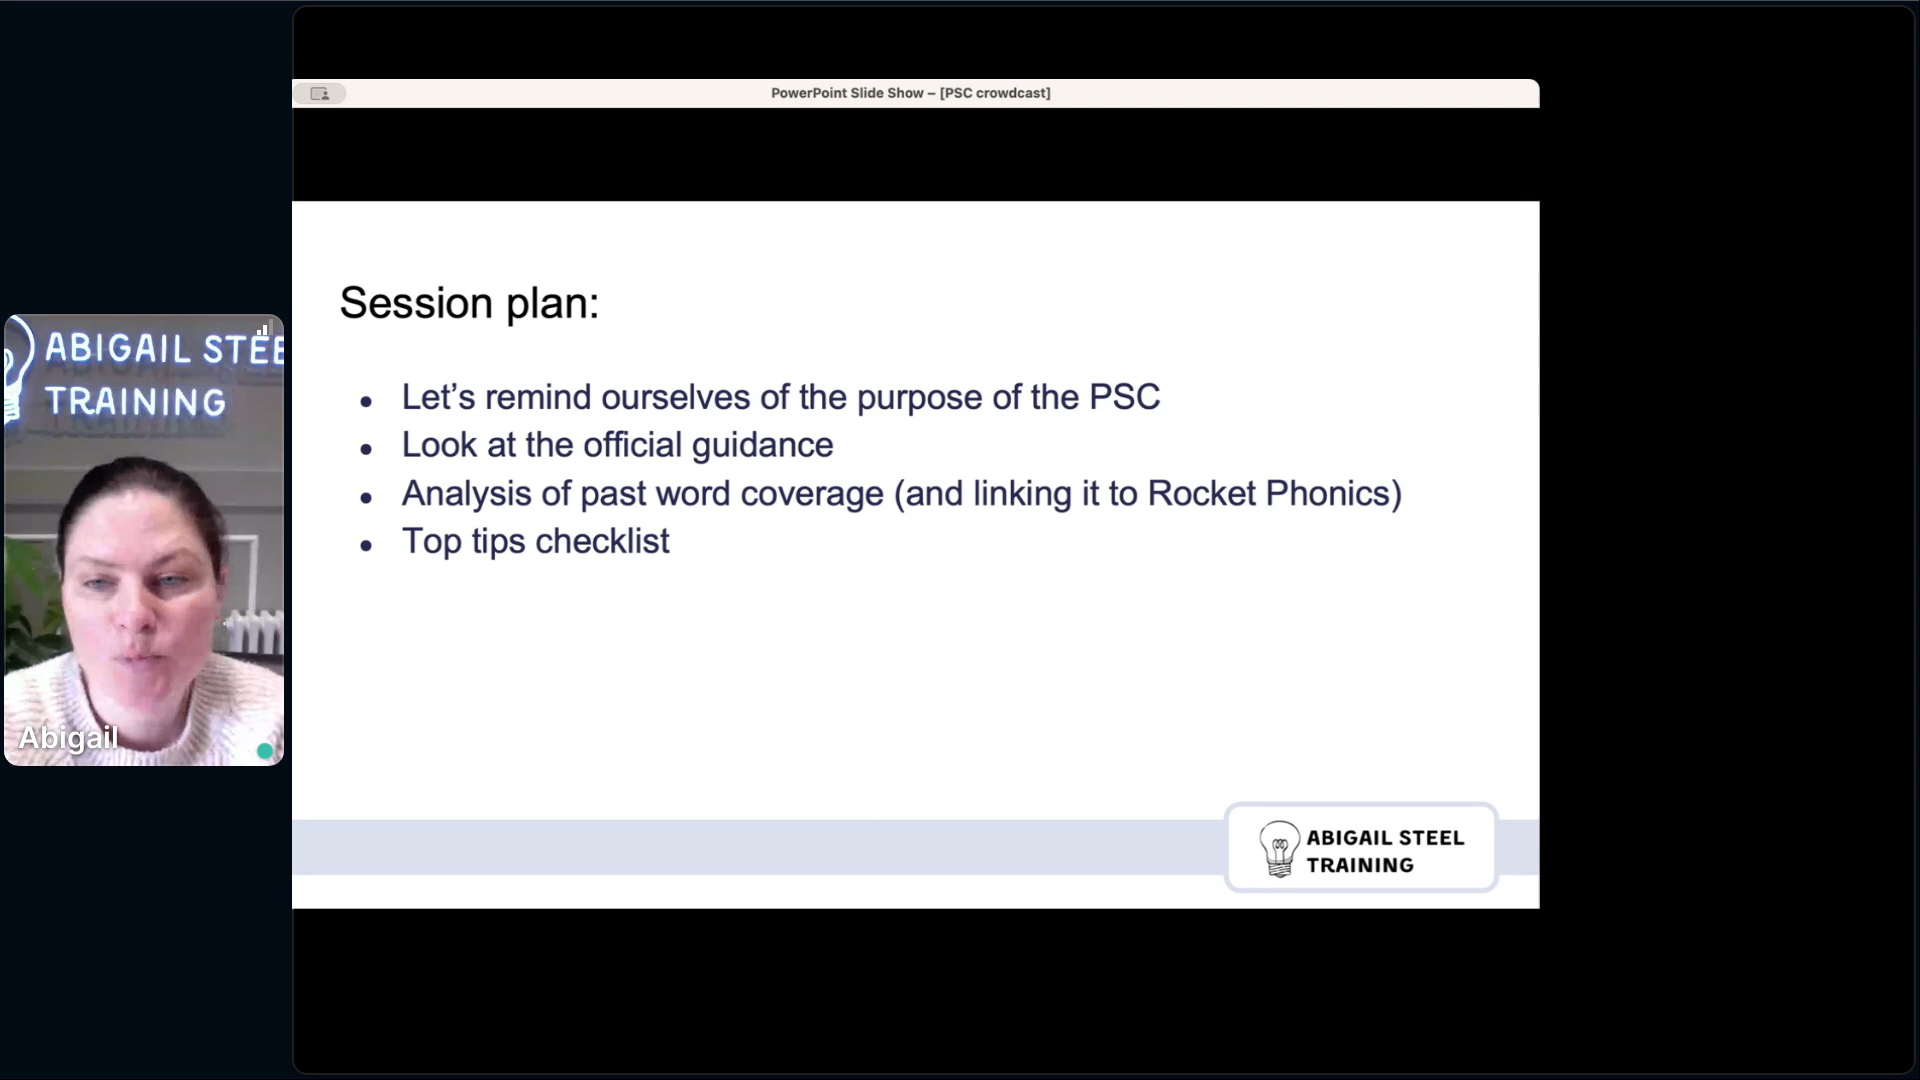 PowerPoint Slide Show – [PSC crowdcast]
Session plan:
• Let’s remind ourselves of the purpose of the PSC
• Look at the official guidance
• Analysis of past word coverage (and linking it to Rocket Phonics)
• Top tips checklist
ABIGAIL STEE
TRAINING
Abigail
ABIGAIL STEEL
TRAINING